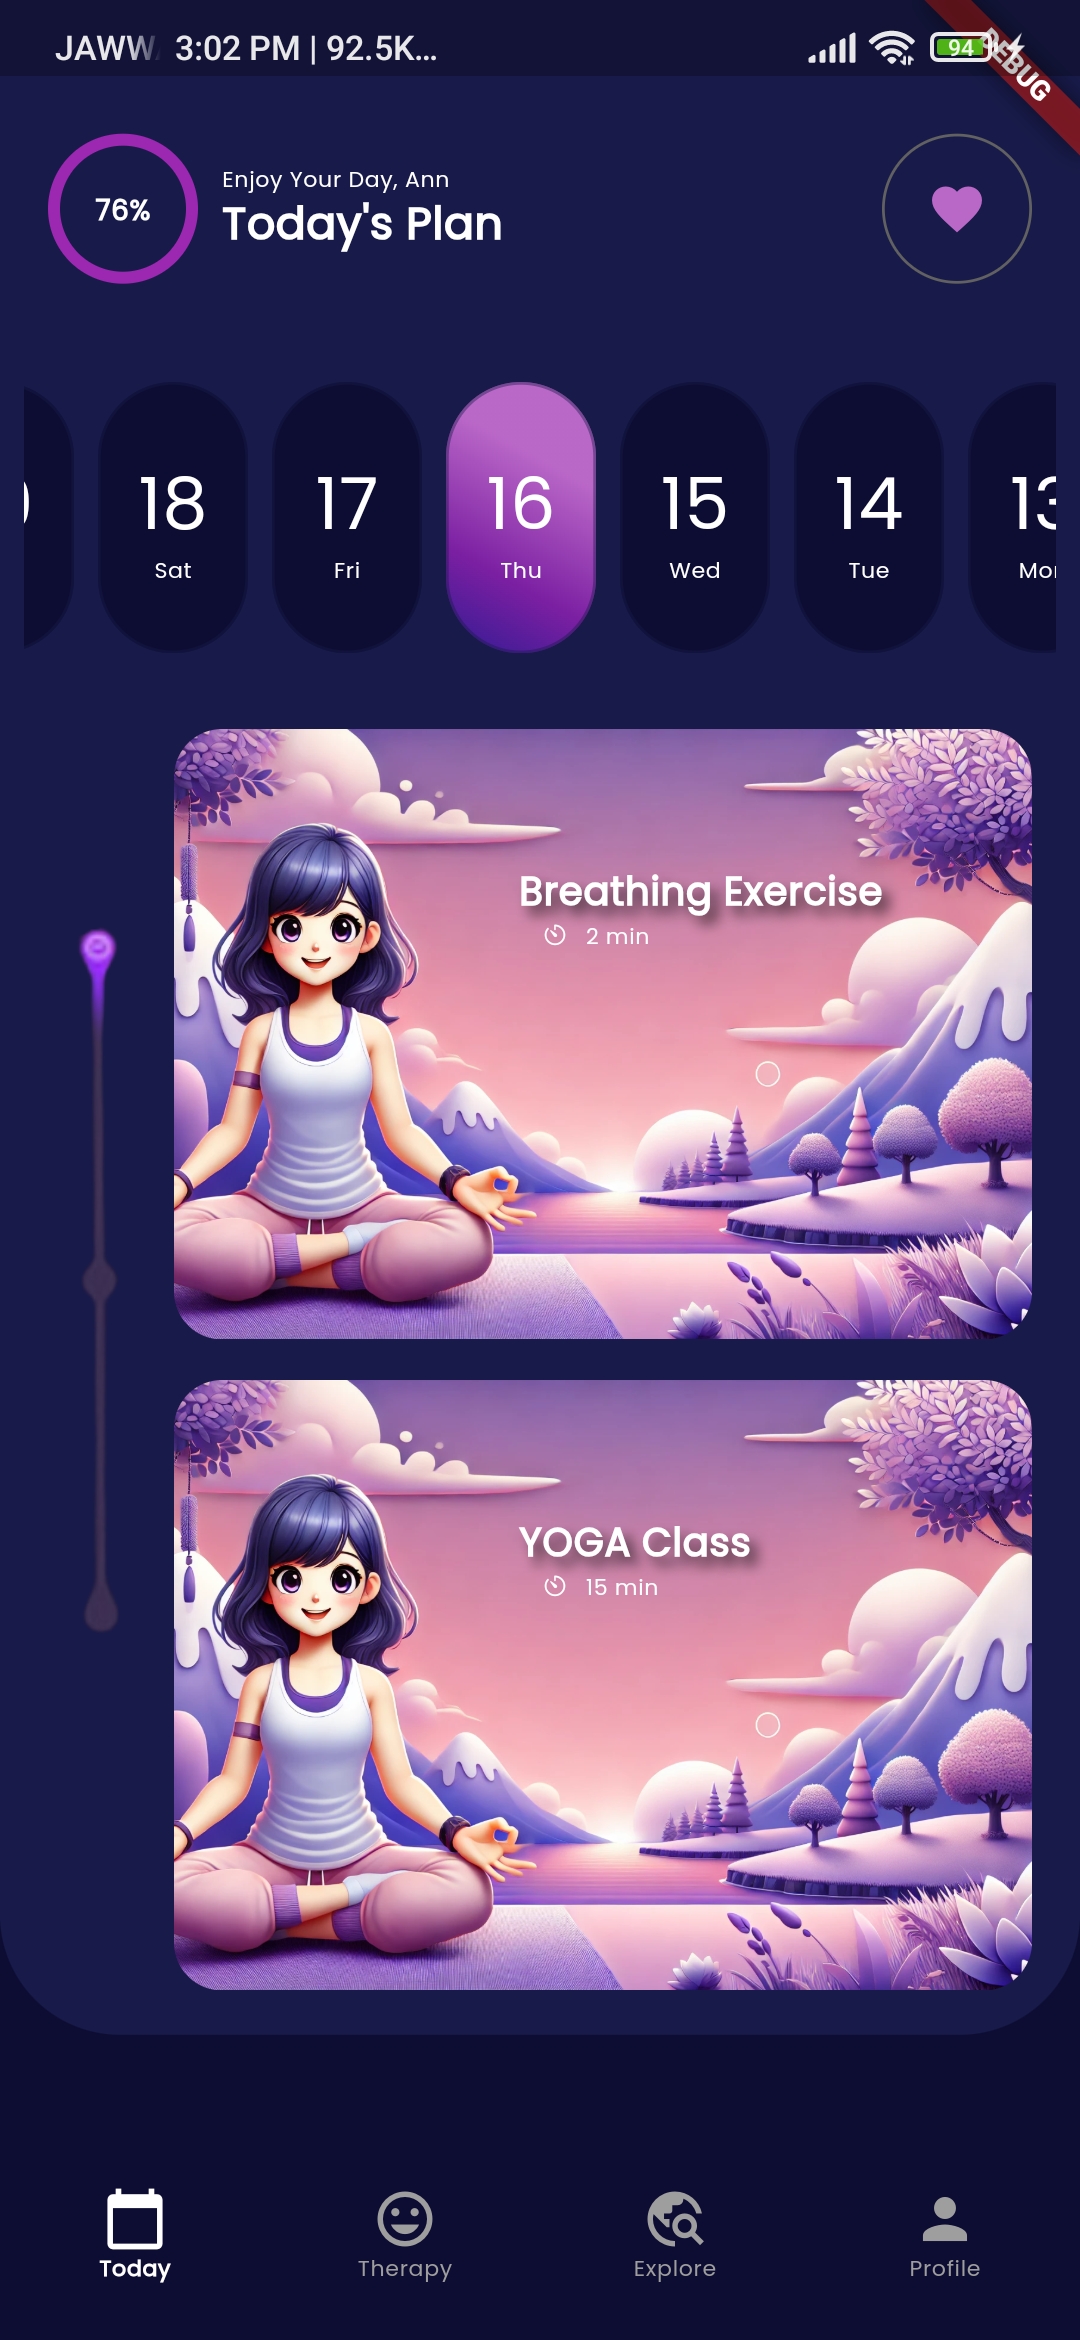 JAWW 3:02 PM | 92.5K...
94
DEBUG
76%
Enjoy Your Day, Ann
Today's Plan
18
Sat
17
Fri
16
Thu
15
Wed
14
Tue
13
Mon
Breathing Exercise
2 min
YOGA Class
15 min
Today
Therapy
Explore
Profile